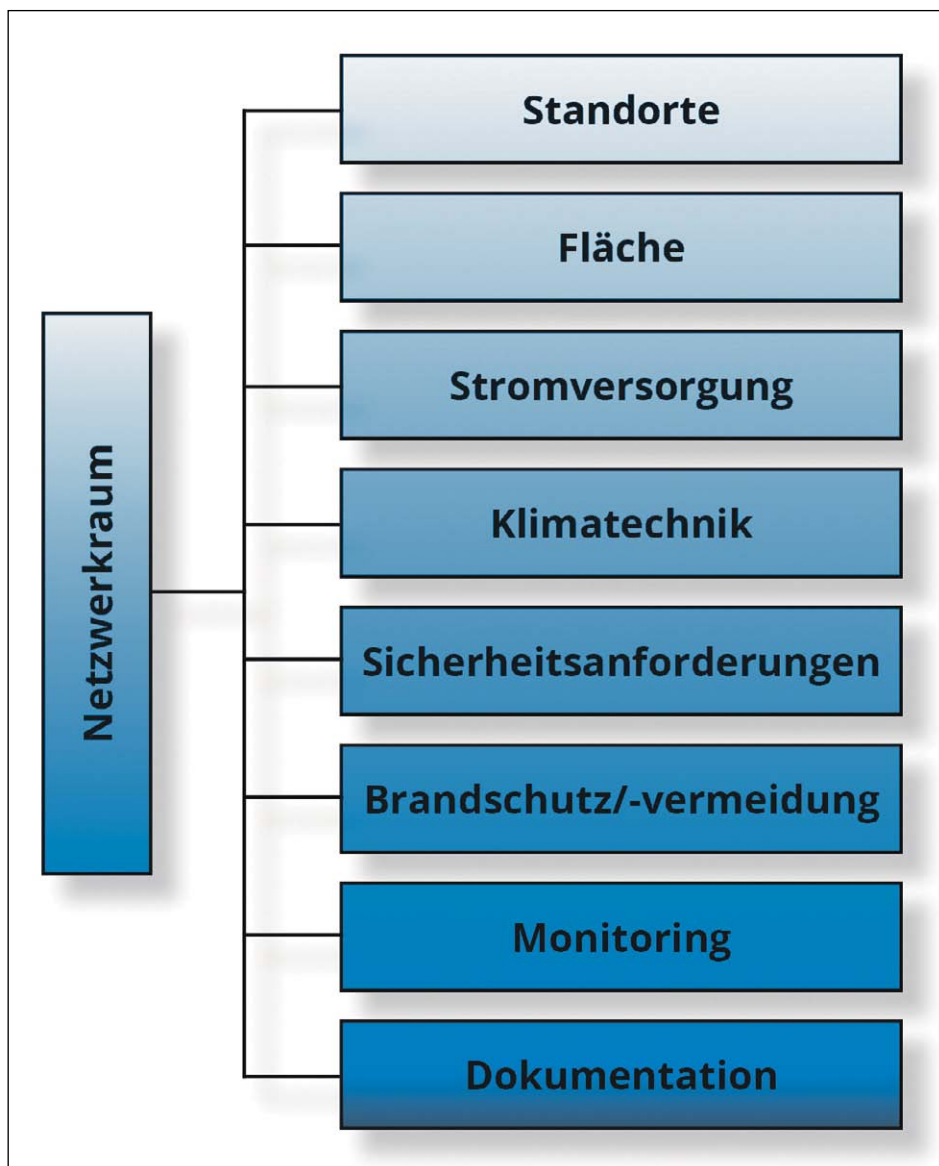 Netzwerkraum
Standorte
Fläche
Stromversorgung
Klimatechnik
Sicherheitsanforderungen
Brandschutz/-vermeidung
Monitoring
Dokumentation